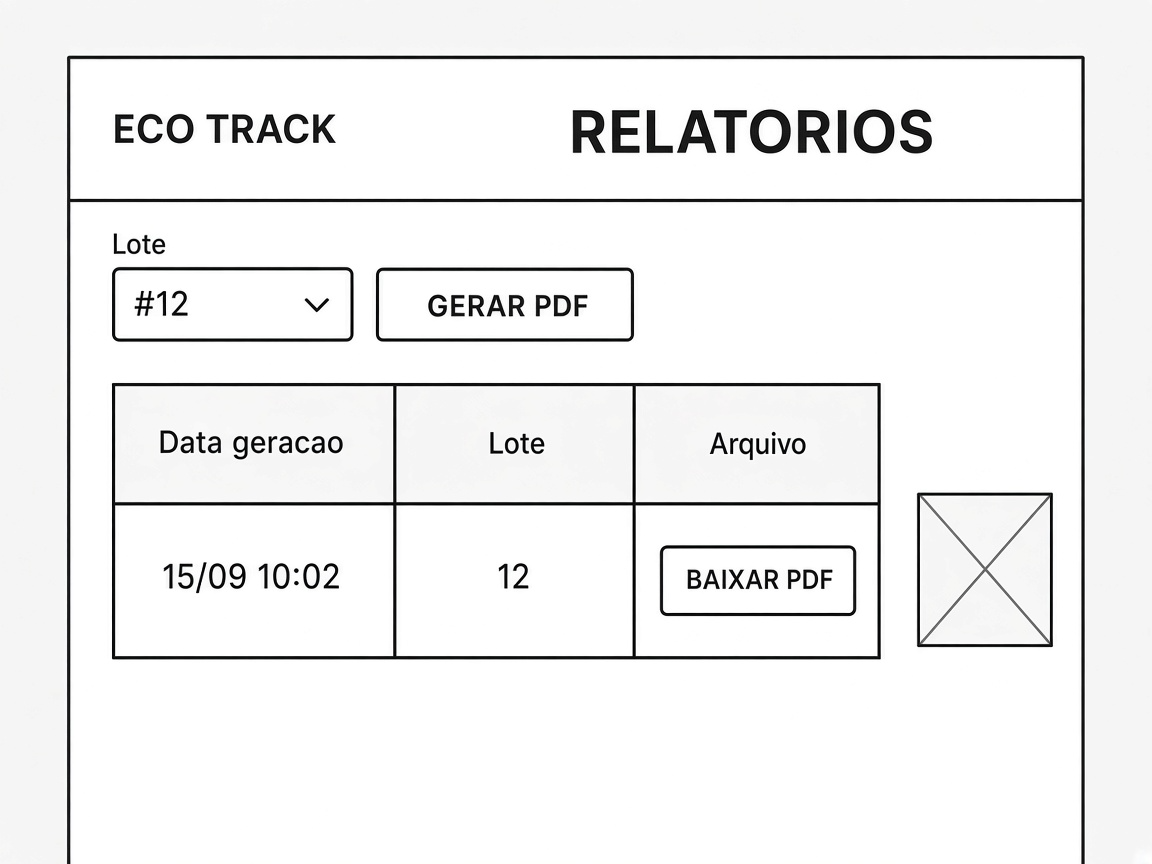 ECO TRACK
RELATORIOS
Lote
#12
GERAR PDF
Data geracao
Lote
Arquivo
15/09 10:02
12
BAIXAR PDF